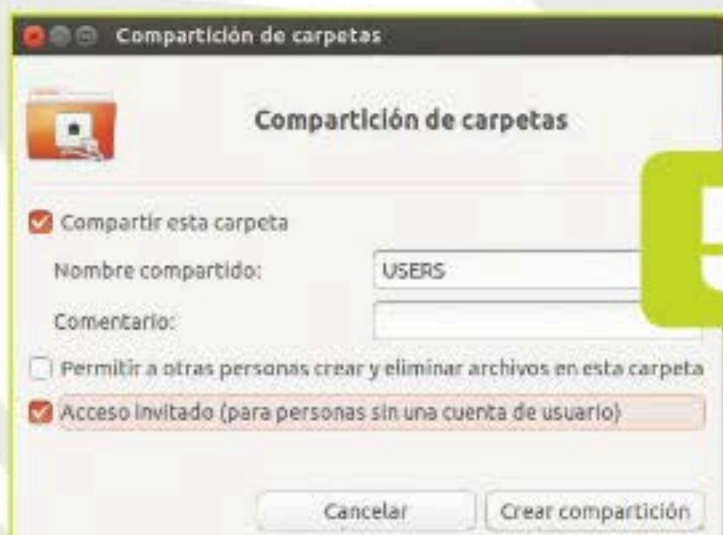 Compartición de carpetas
Compartición de carpetas
Compartir esta carpeta
Nombre compartido: USERS
Comentario:
Permitir a otras personas crear y eliminar archivos en esta carpeta
Acceso invitado (para personas sin una cuenta de usuario)
Cancelar Crear compartición